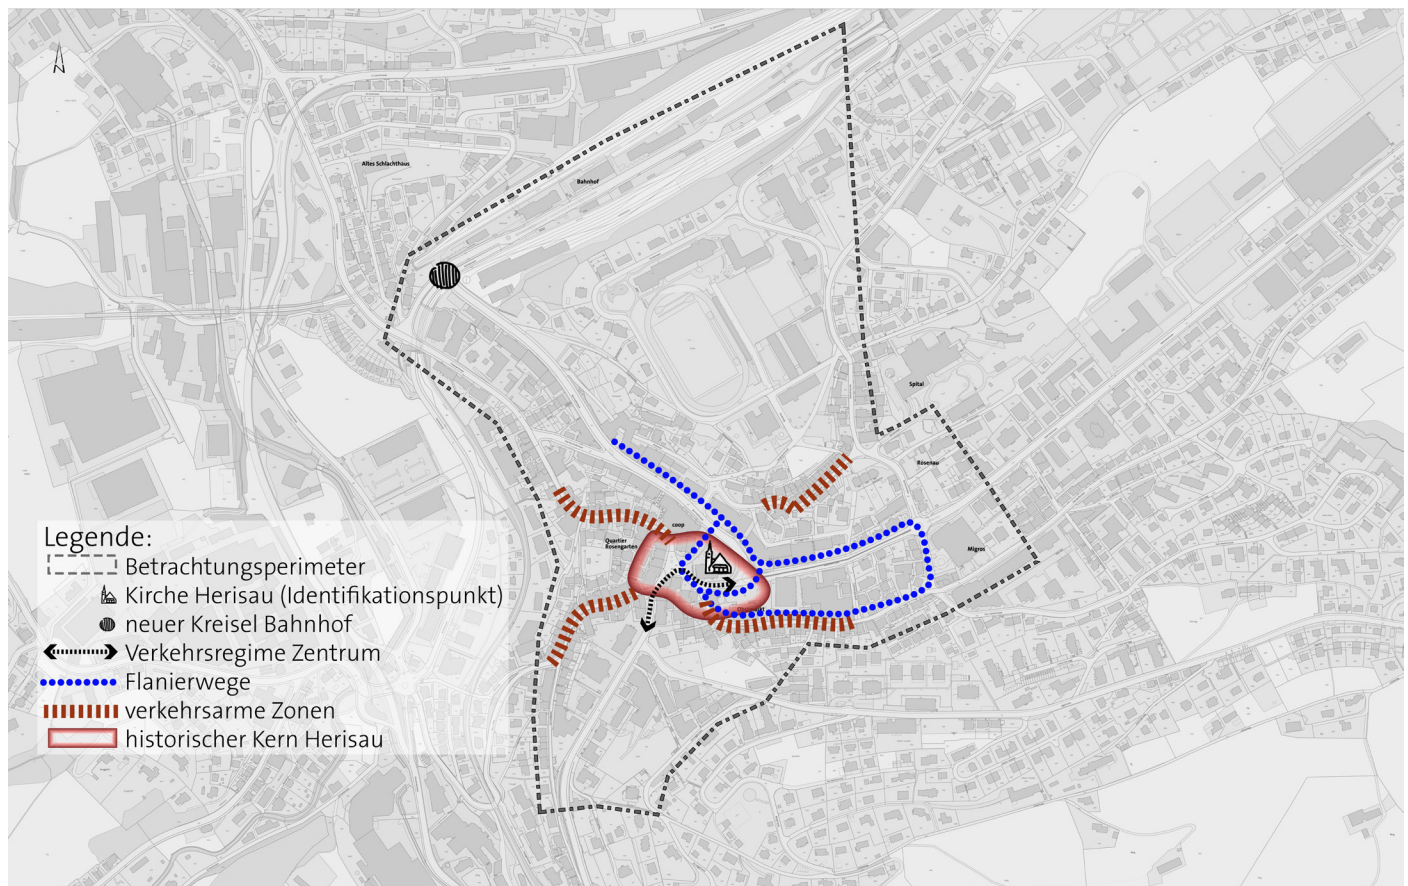 N
Altes Schlachthaus
Bahnhof
Spital
Rosenau
coop
Quartier
Rosengarten
Migros
Legende:
Betrachtungsperimeter
Kirche Herisau (Identifikationspunkt)
neuer Kreisel Bahnhof
Verkehrsregime Zentrum
Flanierwege
verkehrsarme Zonen
historischer Kern Herisau